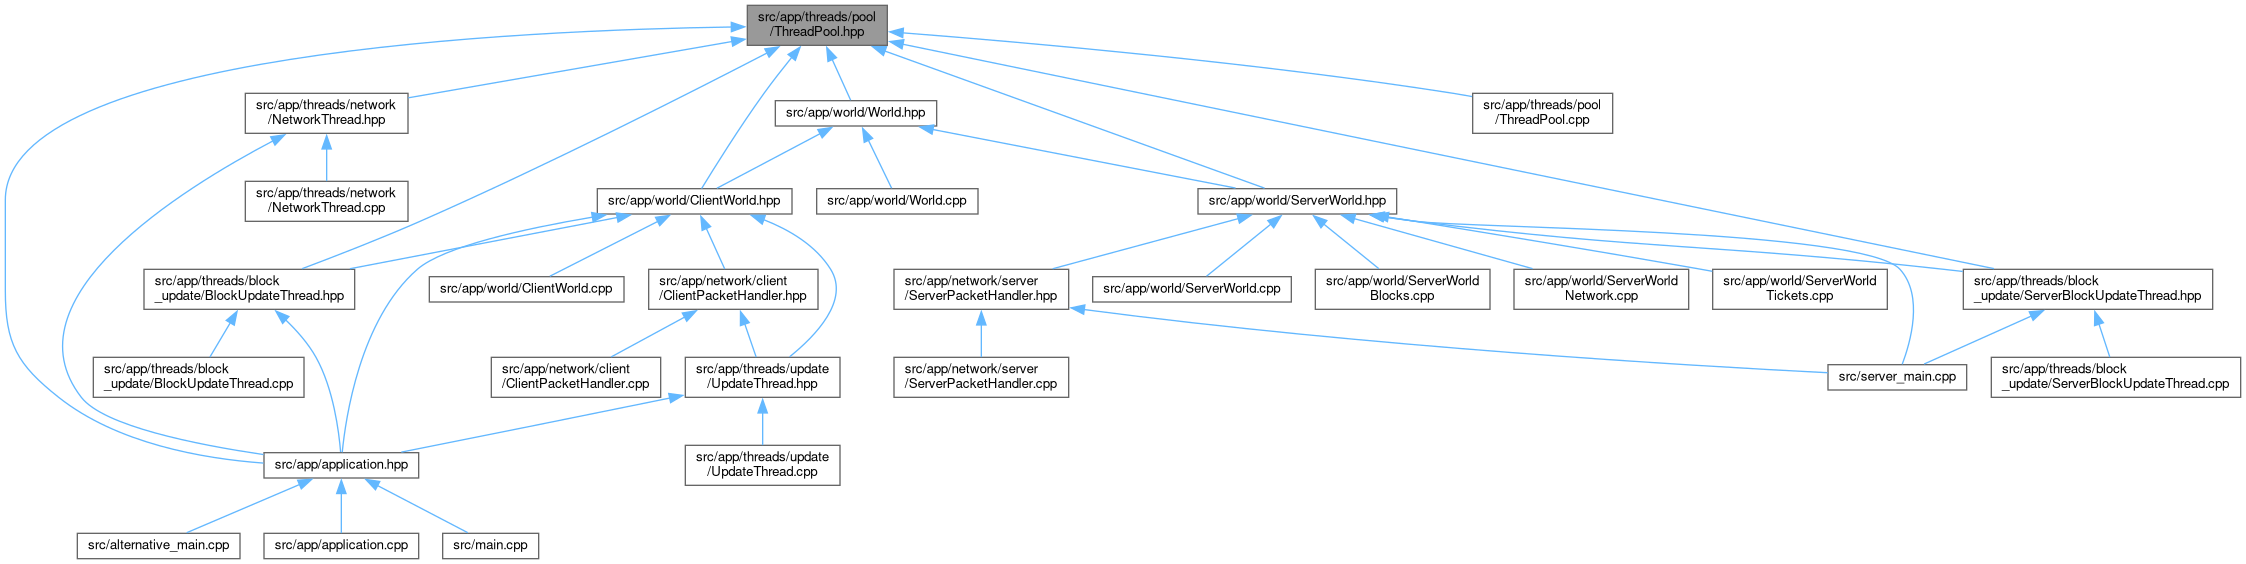 src/app/threads/pool
/ThreadPool.hpp
src/app/threads/network
/NetworkThread.hpp
src/app/world/World.hpp
src/app/threads/pool
/ThreadPool.cpp
src/app/threads/network
/NetworkThread.cpp
src/app/world/ClientWorld.hpp
src/app/world/World.cpp
src/app/world/ServerWorld.hpp
src/app/threads/block
_update/BlockUpdateThread.hpp
src/app/world/ClientWorld.cpp
src/app/network/client
/ClientPacketHandler.hpp
src/app/network/server
/ServerPacketHandler.hpp
src/app/world/ServerWorld.cpp
src/app/world/ServerWorld
Blocks.cpp
src/app/world/ServerWorld
Network.cpp
src/app/world/ServerWorld
Tickets.cpp
src/app/threads/block
_update/ServerBlockUpdateThread.hpp
src/app/threads/block
_update/BlockUpdateThread.cpp
src/app/network/client
/ClientPacketHandler.cpp
src/app/threads/update
/UpdateThread.hpp
src/app/network/server
/ServerPacketHandler.cpp
src/server_main.cpp
src/app/threads/block
_update/ServerBlockUpdateThread.cpp
src/app/application.hpp
src/app/threads/update
/UpdateThread.cpp
src/alternative_main.cpp
src/app/application.cpp
src/main.cpp